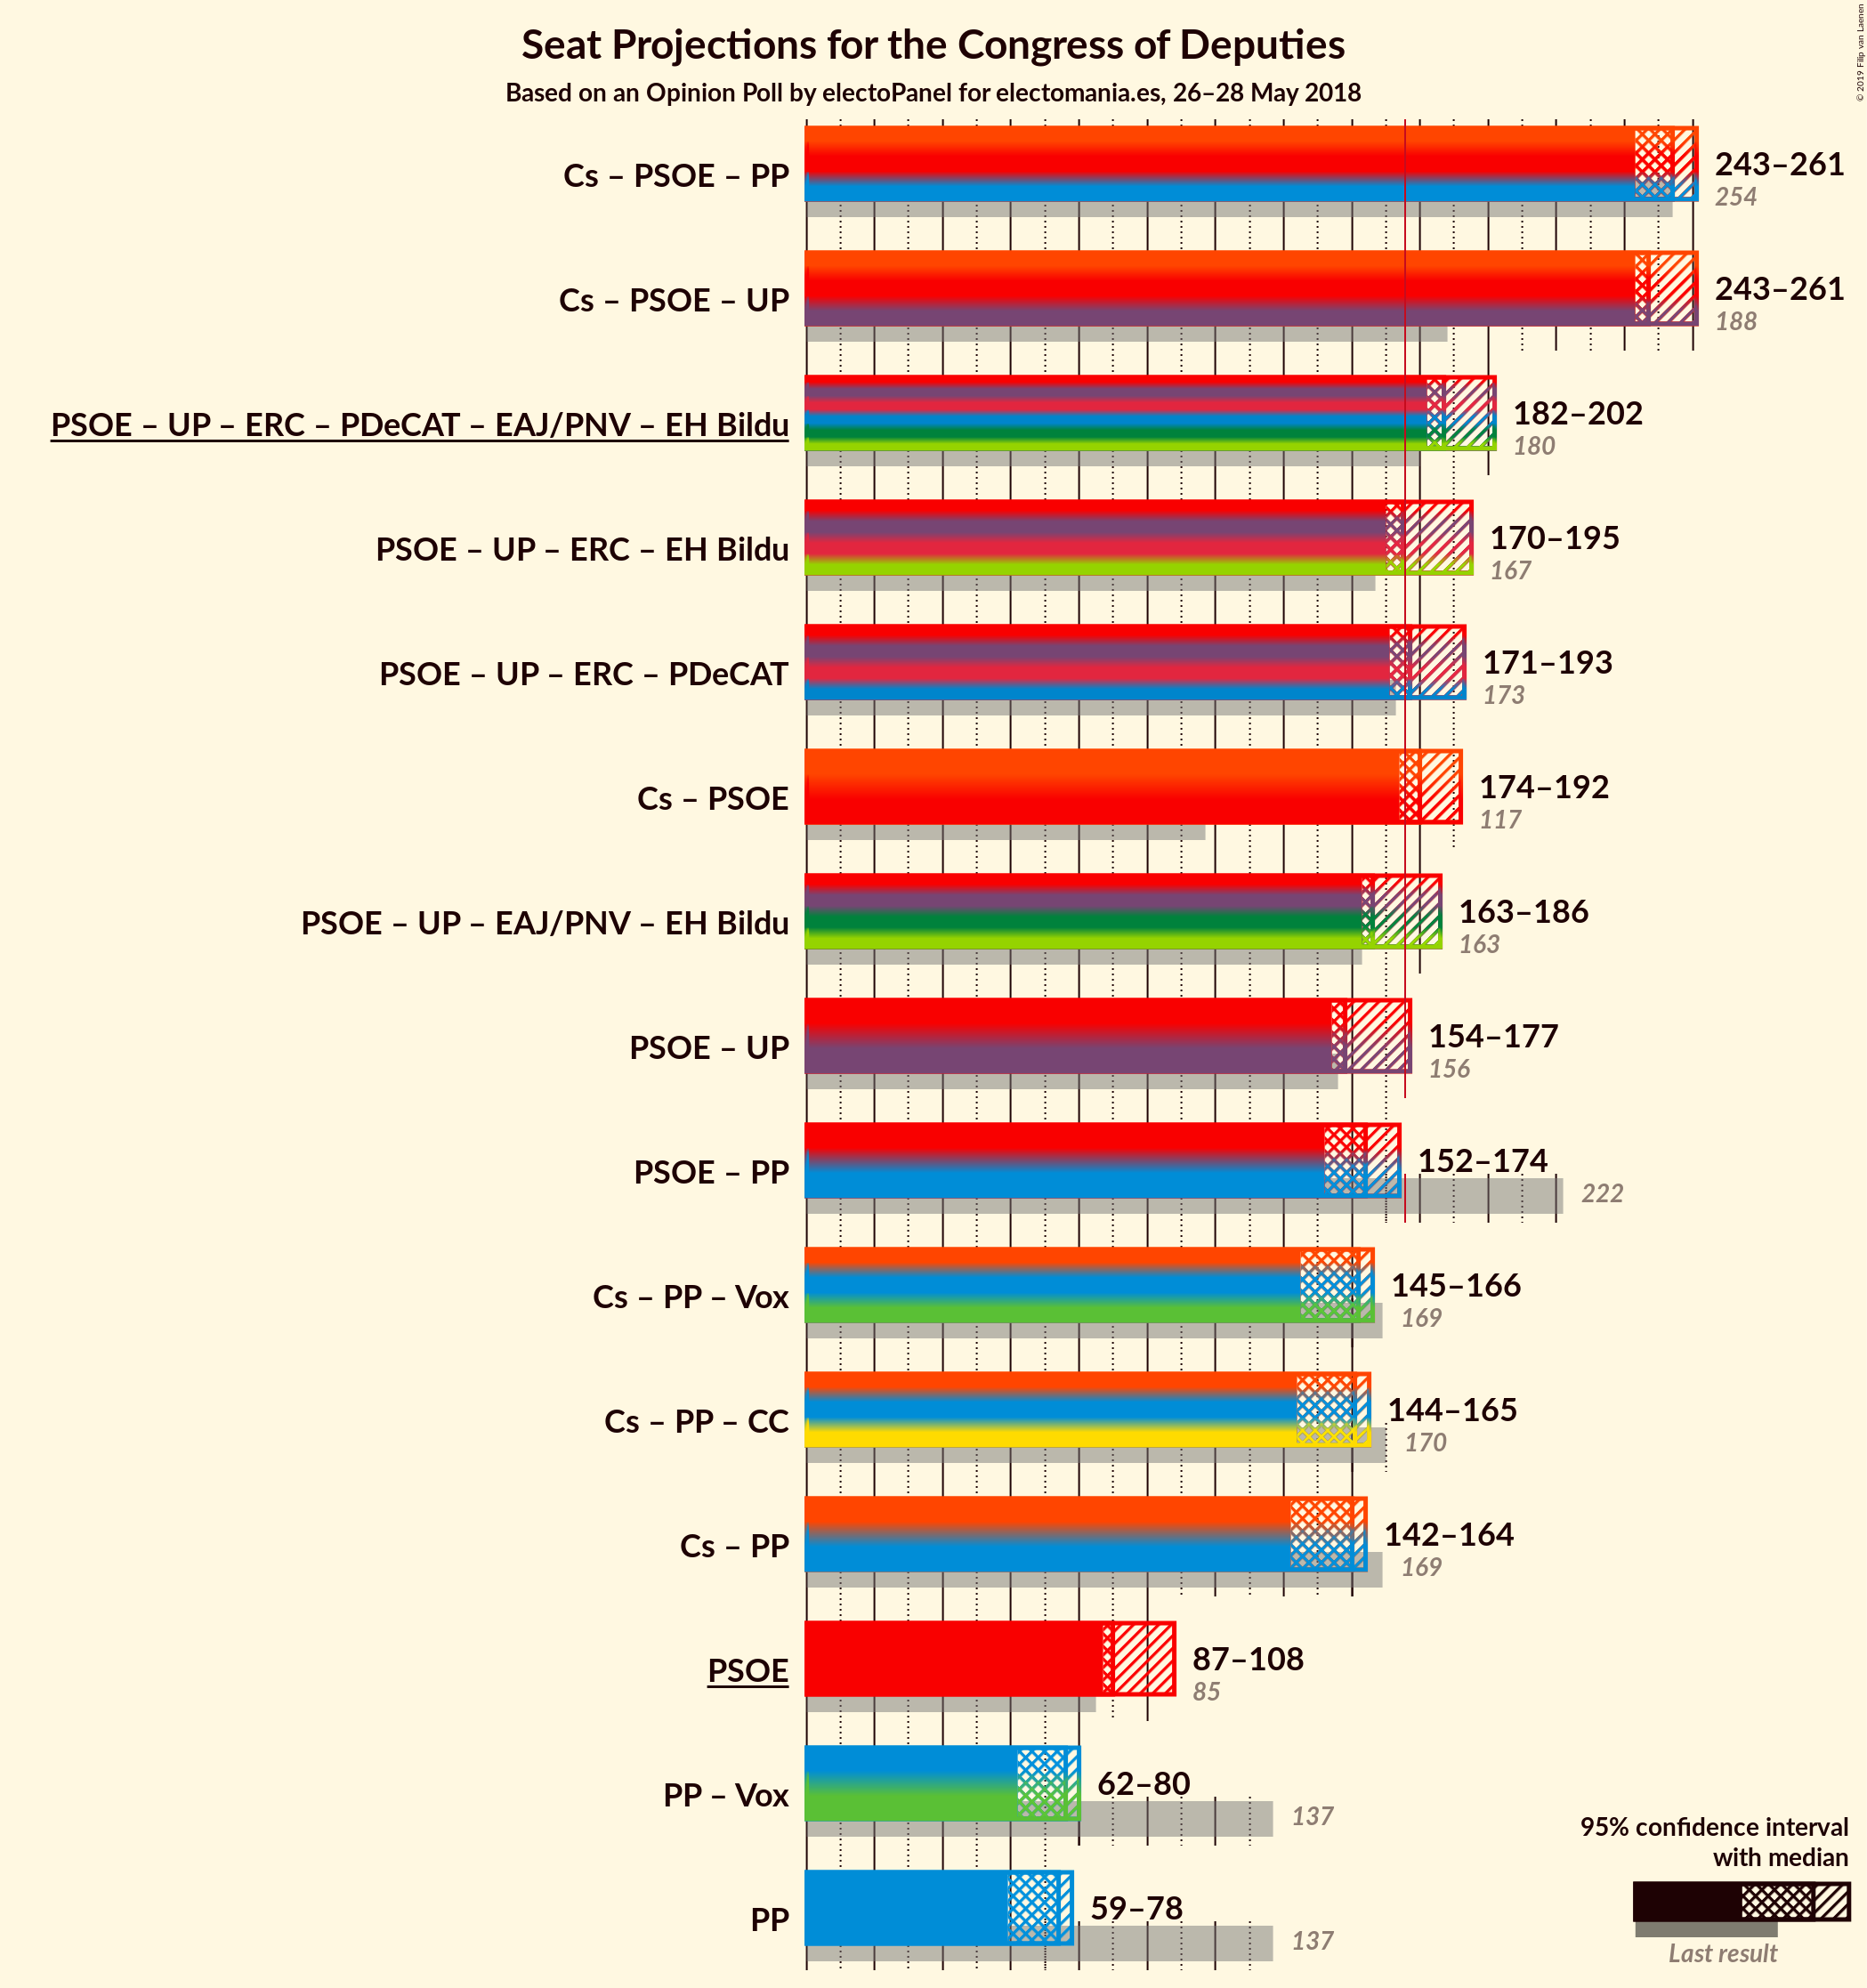 Seat Projections for the Congress of Deputies
Based on an Opinion Poll by electoPanel for electomania.es, 26–28 May 2018
© 2019 Filip van Laenen
Cs – PSOE – PP
243–261
254
Cs – PSOE – UP
243–261
188
PSOE – UP – ERC – PDeCAT – EAJ/PNV – EH Bildu
182–202
180
PSOE – UP – ERC – EH Bildu
170–195
167
PSOE – UP – ERC – PDeCAT
171–193
173
Cs – PSOE
174–192
117
PSOE – UP – EAJ/PNV – EH Bildu
163–186
163
PSOE – UP
154–177
156
PSOE – PP
152–174
222
Cs – PP – Vox
145–166
169
Cs – PP – CC
144–165
170
Cs – PP
142–164
169
PSOE
87–108
85
PP – Vox
62–80
137
PP
59–78
137
95% confidence interval
with median
Last result